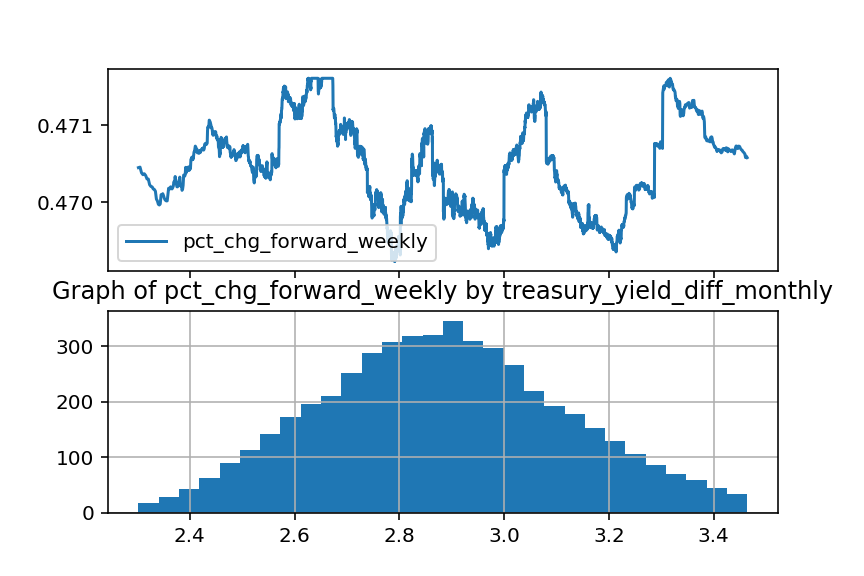 0.471
0.470
pct_chg_forward_weekly
Graph of pct_chg_forward_weekly by treasury_yield_diff_monthly
300
200
100
0
2.4 2.6 2.8 3.0 3.2 3.4